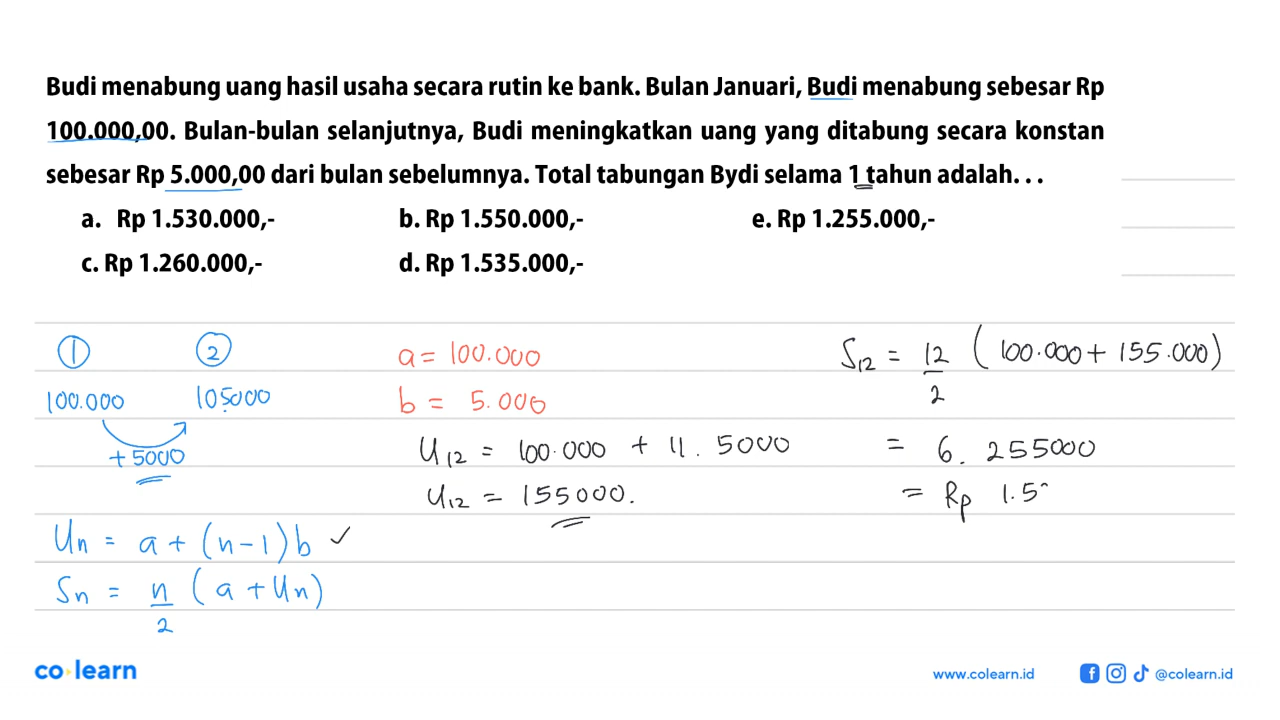 Budi menabung uang hasil usaha secara rutin ke bank. Bulan Januari, Budi menabung sebesar Rp
100.000,00. Bulan-bulan selanjutnya, Budi meningkatkan uang yang ditabung secara konstan
sebesar Rp 5.000,00 dari bulan sebelumnya. Total tabungan Bydi selama 1 tahun adalah. . .
a. Rp 1.530.000,- b. Rp 1.550.000,- e. Rp 1.255.000,-
c. Rp 1.260.000,- d. Rp 1.535.000,-
1 2
100.000 105000
+5000
Un = a + (n-1)b ✓
Sn = n/2 (a + Un)
a = 100.000
b = 5.000
U12 = 100.000 + 11. 5000
U12 = 155000.
S12 = 12/2 (100.000 + 155.000)
= 6. 255000
= Rp 1.5
co learn
www.colearn.id @colearn.id